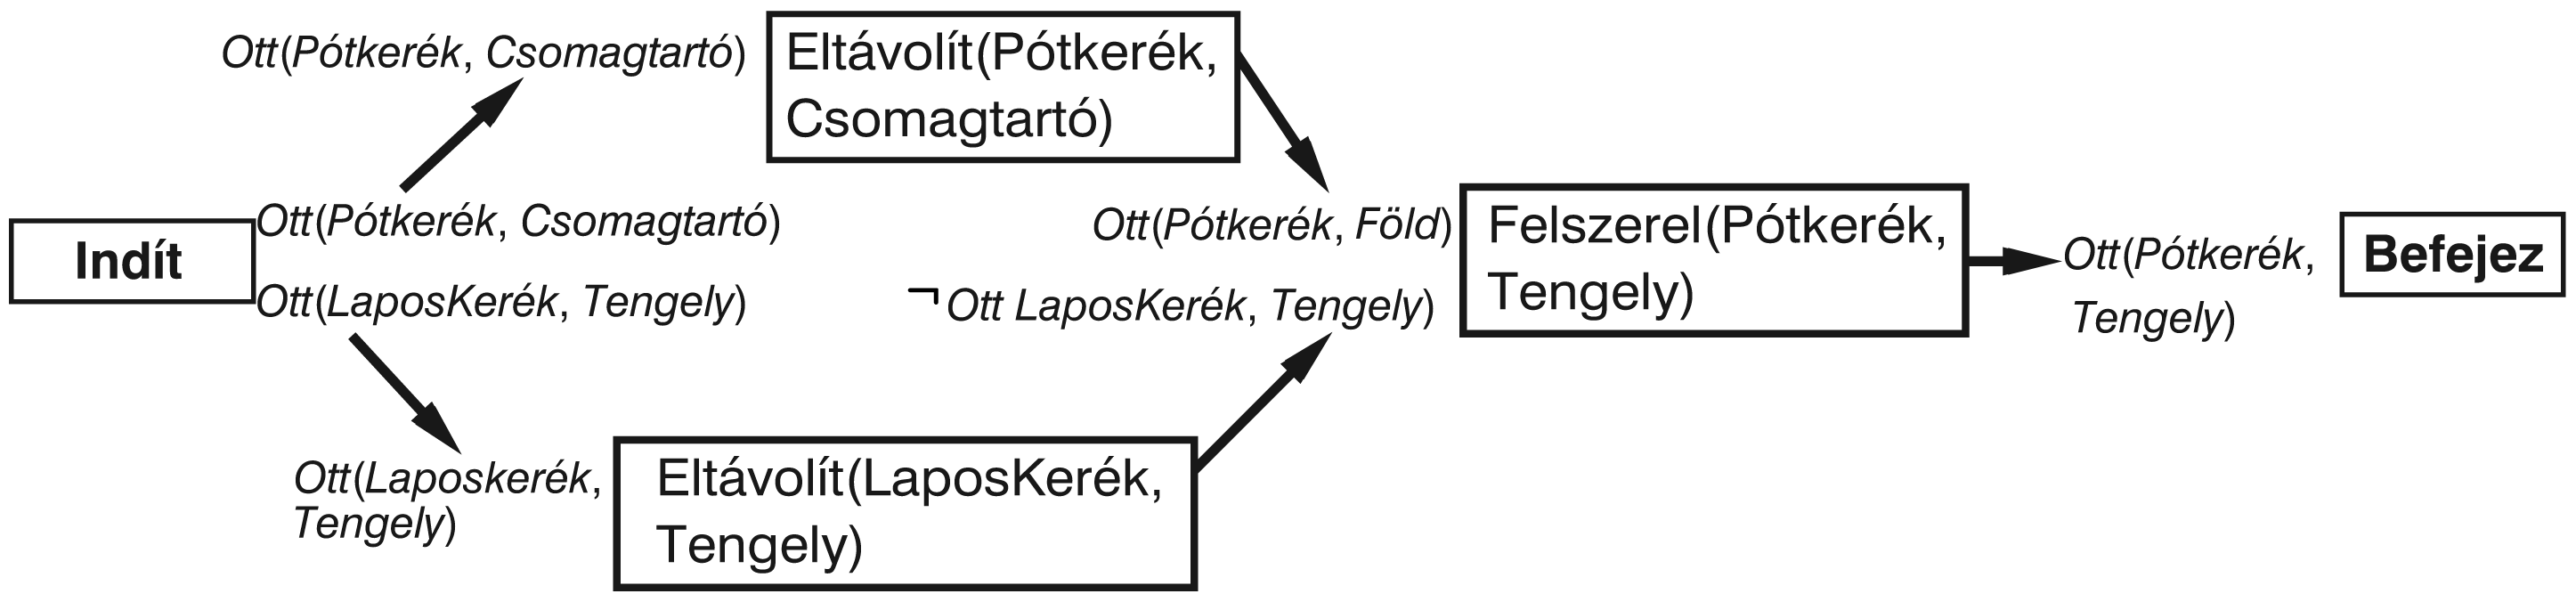 Ott(Pótkerék, Csomagtartó)
Eltávolít(Pótkerék,
Csomagtartó)
Indít
Ott(Pótkerék, Csomagtartó)
Ott(LaposKerék, Tengely)
Ott(Pótkerék, Föld)
¬Ott LaposKerék, Tengely)
Felszerel(Pótkerék,
Tengely)
Ott(Pótkerék,
Tengely)
Befejez
Ott(Laposkerék,
Tengely)
Eltávolít(LaposKerék,
Tengely)